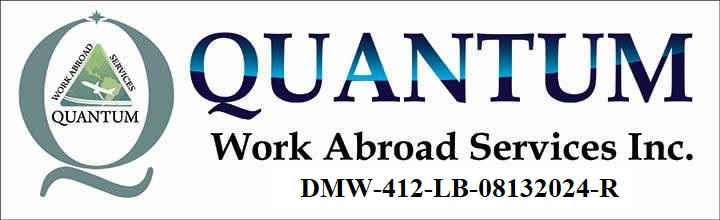 WORK ABROAD SERVICES
QUANTUM
QUANTUM
Work Abroad Services Inc.
DMW-412-LB-08132024-R